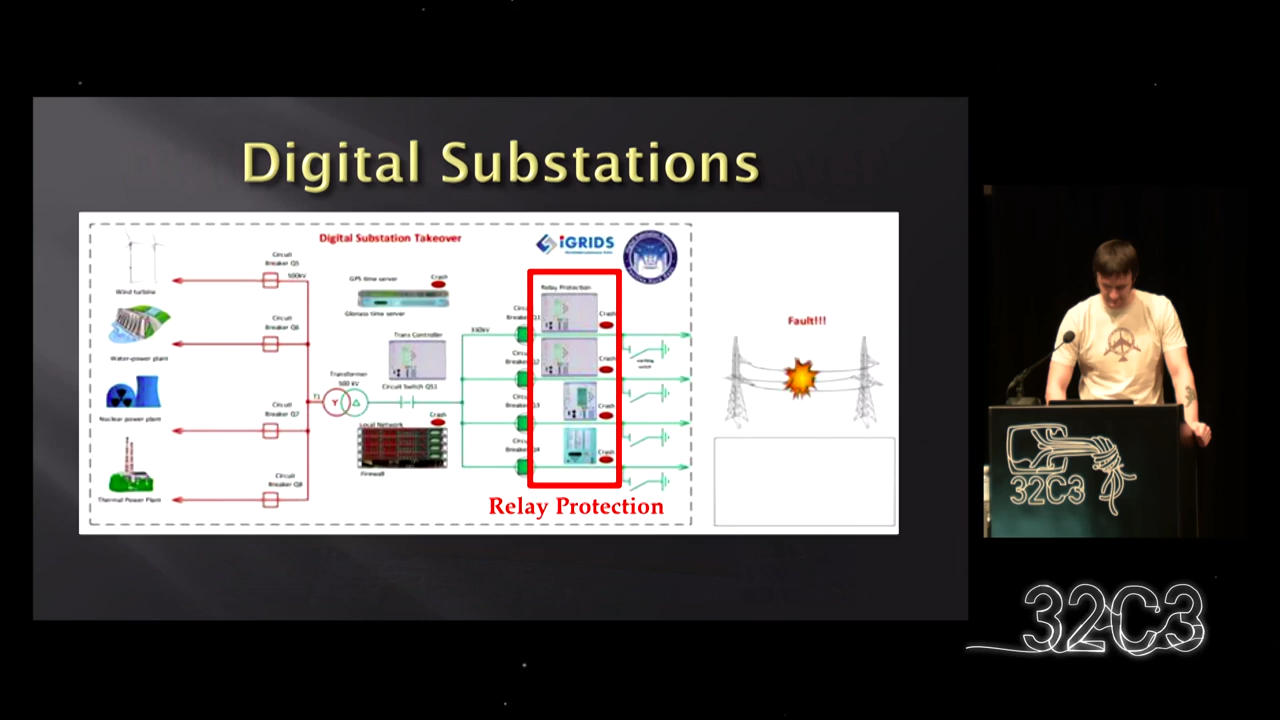 Digital Substations
Digital Substation Takeover
iGRIDS
Circuit
Breaker Q5
500kV
Wind turbine
GPS time server
Crash
Glonass time server
Relay Protection
Crash
Circuit
Breaker Q6
Water-power plant
Trans Controller
330kV
Crash
Fault!!!
Transformer
500 kV
T1
Circuit Switch Q51
Circuit
Breaker Q7
Nuclear power plant
Crash
Crash
Local Network
Firewall
Crash
Circuit
Breaker Q8
Thermal Power Plant
Relay Protection
32C3
32C3